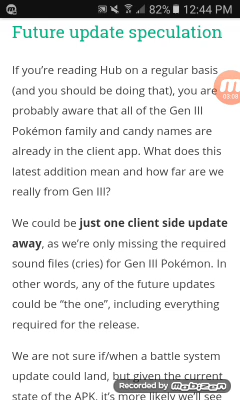 82% 12:44 PM
Future update speculation
If you're reading Hub on a regular basis
(and you should be doing that), you are
probably aware that all of the Gen III
Pokémon family and candy names are
already in the client app. What does this
latest addition mean and how far are we
really from Gen III?
We could be just one client side update
away, as we're only missing the required
sound files (cries) for Gen III Pokémon. In
other words, any of the future updates
could be “the one”, including everything
required for the release.
We are not sure if/when a battle system
update could land, but given the current
state of the APK, it's more likely we'll see
Recorded by mobizen